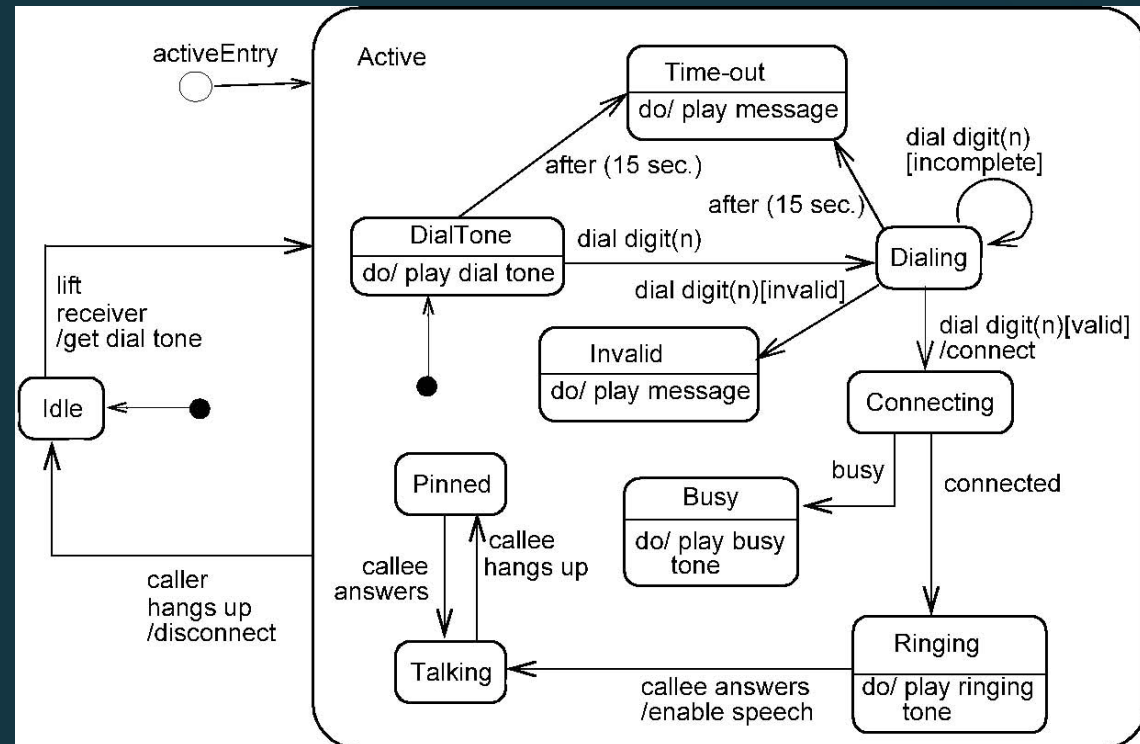 activeEntry
Active
Time-out
do/ play message
dial digit(n)
[incomplete]
after (15 sec.)
after (15 sec.)
DialTone
do/ play dial tone
dial digit(n)
Dialing
dial digit(n)[invalid]
lift
receiver
/get dial tone
dial digit(n)[valid]
/connect
Invalid
do/ play message
Idle
Connecting
Pinned
busy
connected
Busy
do/ play busy
tone
callee
hangs up
callee
answers
caller
hangs up
/disconnect
Talking
Ringing
do/ play ringing
tone
callee answers
/enable speech